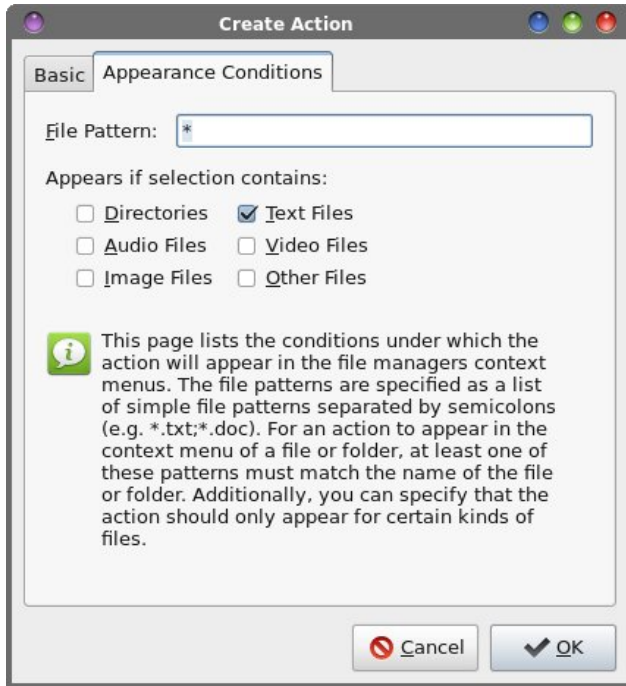 Create Action
Basic Appearance Conditions
File Pattern: *
Appears if selection contains:
Directories Text Files
Audio Files Video Files
Image Files Other Files
This page lists the conditions under which the
action will appear in the file managers context
menus. The file patterns are specified as a list
of simple file patterns separated by semicolons
(e.g. *.txt;*.doc). For an action to appear in the
context menu of a file or folder, at least one of
these patterns must match the name of the file
or folder. Additionally, you can specify that the
action should only appear for certain kinds of
files.
Cancel OK